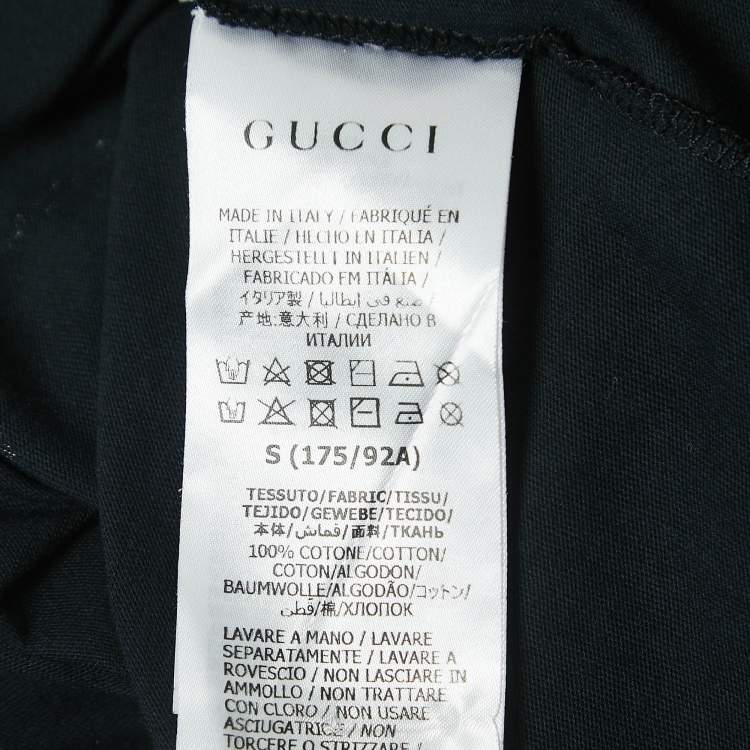 GUCCI
MADE IN ITALY / FABRIQUÉ EN
ITALIE / HECHO EN ITALIA /
HERGESTELLT IN ITALIEN /
FABRICADO EM ITÁLIA /
イタリア製 / صنع في إيطاليا /
产地:意大利 / СДЕЛАНО В
ИТАЛИИ
S (175/92A)
TESSUTO/FABRIC/TISSU/
TEJIDO/GEWEBE/TECIDO/
本体/قماش/面料/ТКАНЬ
100% COTONE/COTTON/
COTON/ALGODON/
BAUMWOLLE/ALGODÃO/コットン/
قطن/棉/ХЛОПОК
LAVARE A MANO / LAVARE
SEPARATAMENTE / LAVARE A
ROVESCIO / NON LASCIARE IN
AMMOLLO / NON TRATTARE
CON CLORO / NON USARE
ASCIUGATRICE / NON
TORCERE O STRIZZARE /